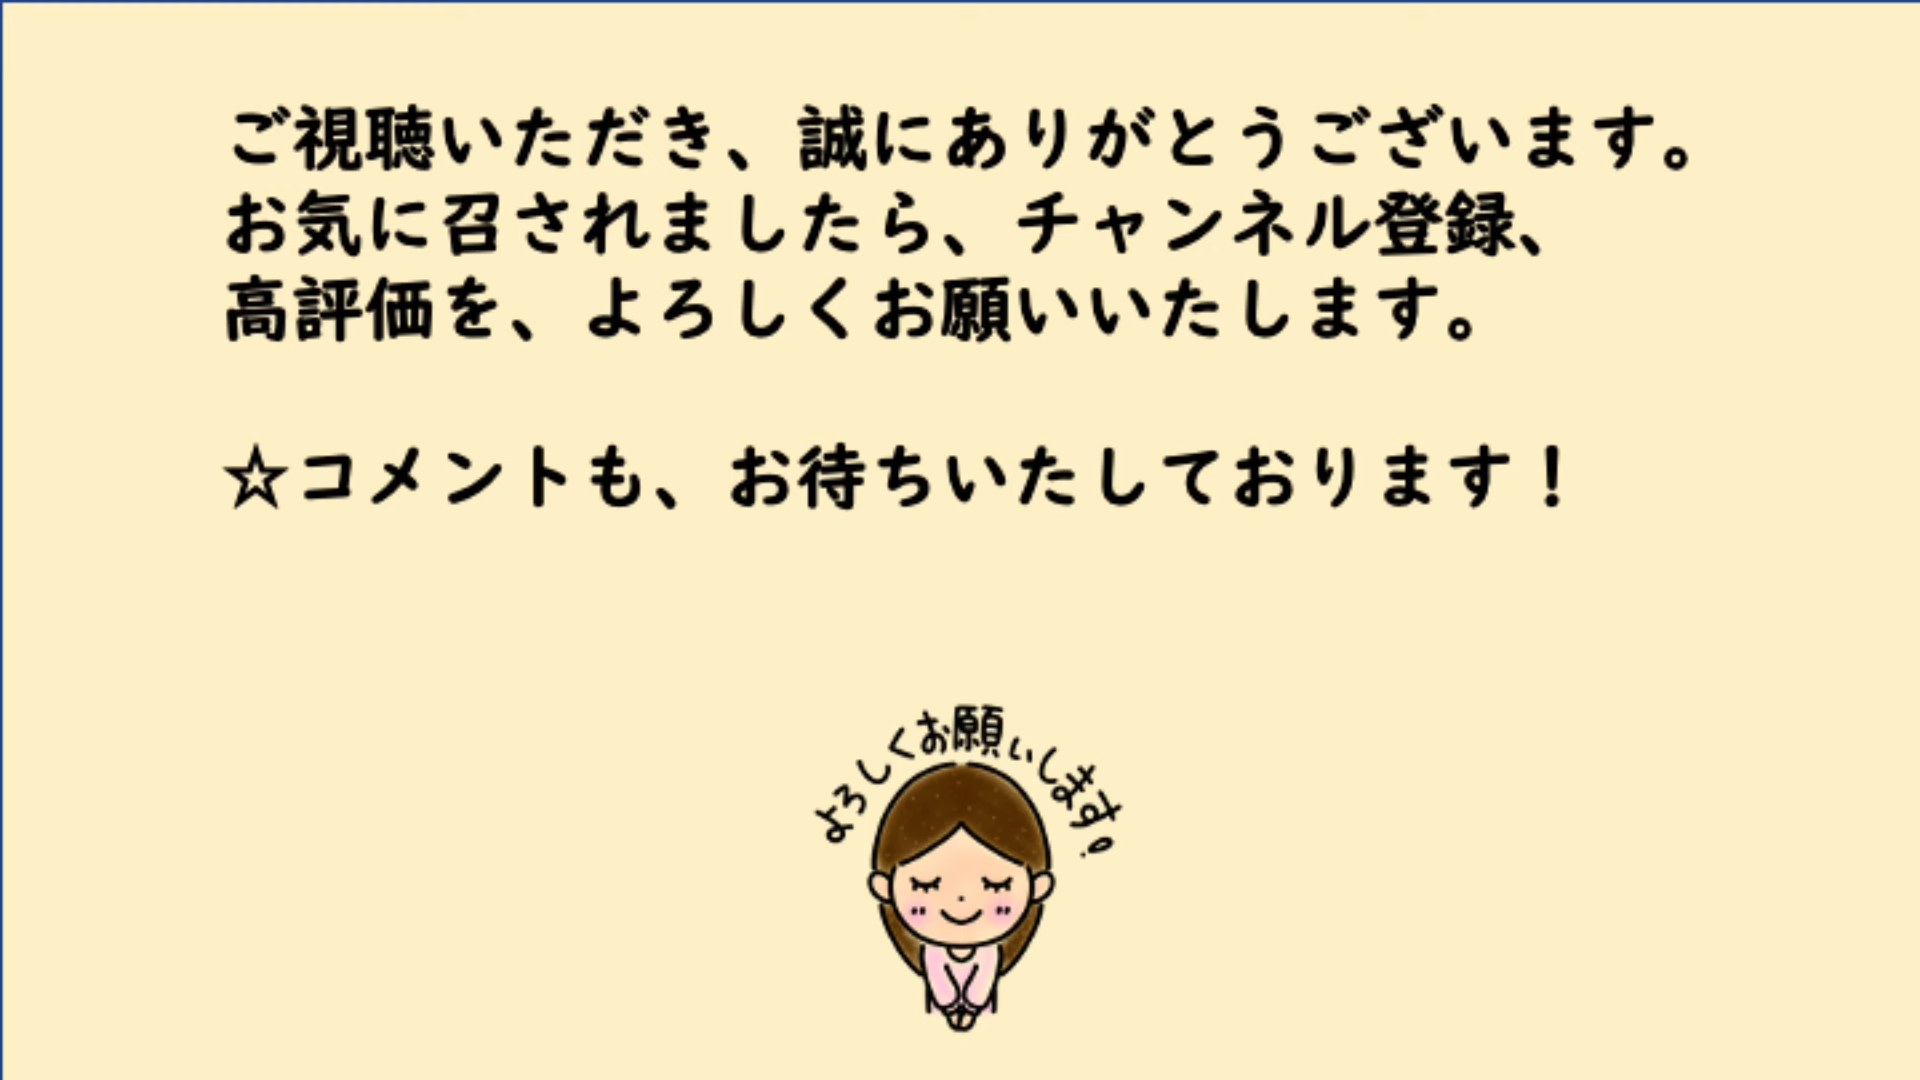 ご視聴いただき、誠にありがとうございます。
お気に召されましたら、チャンネル登録、
高評価を、よろしくお願いいたします。
☆コメントも、お待ちいたしております！
よろしくお願いします!